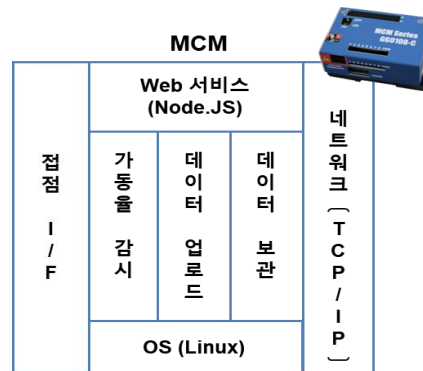 MCM
MCM Series
GG0106-C
Web 서비스
(Node.JS)
접점 I/F
가동율 감시
데이터 업로드
데이터 보관
네트워크 (TCP/IP)
OS (Linux)